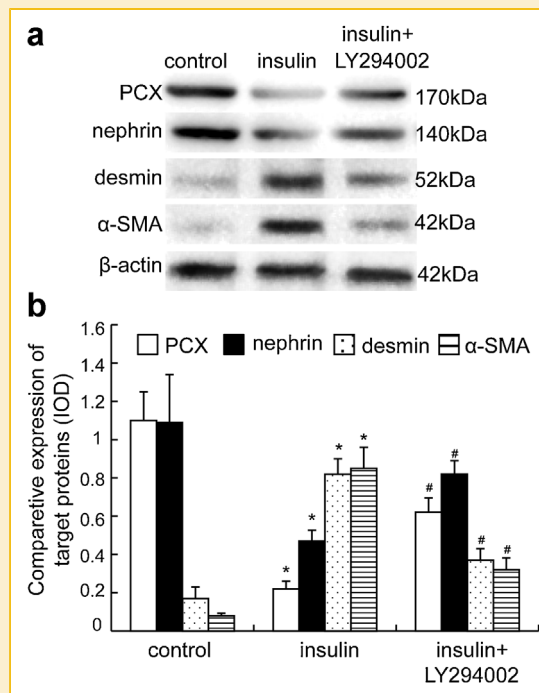 a
control insulin insulin+
LY294002
PCX 170kDa
nephrin 140kDa
desmin 52kDa
α-SMA 42kDa
β-actin 42kDa
b
Comparetive expression of
target proteins (IOD)
1.6
1.4
1.2
1
0.8
0.6
0.4
0.2
0
PCX nephrin desmin α-SMA
* * * *
# # # #
control insulin insulin+
LY294002